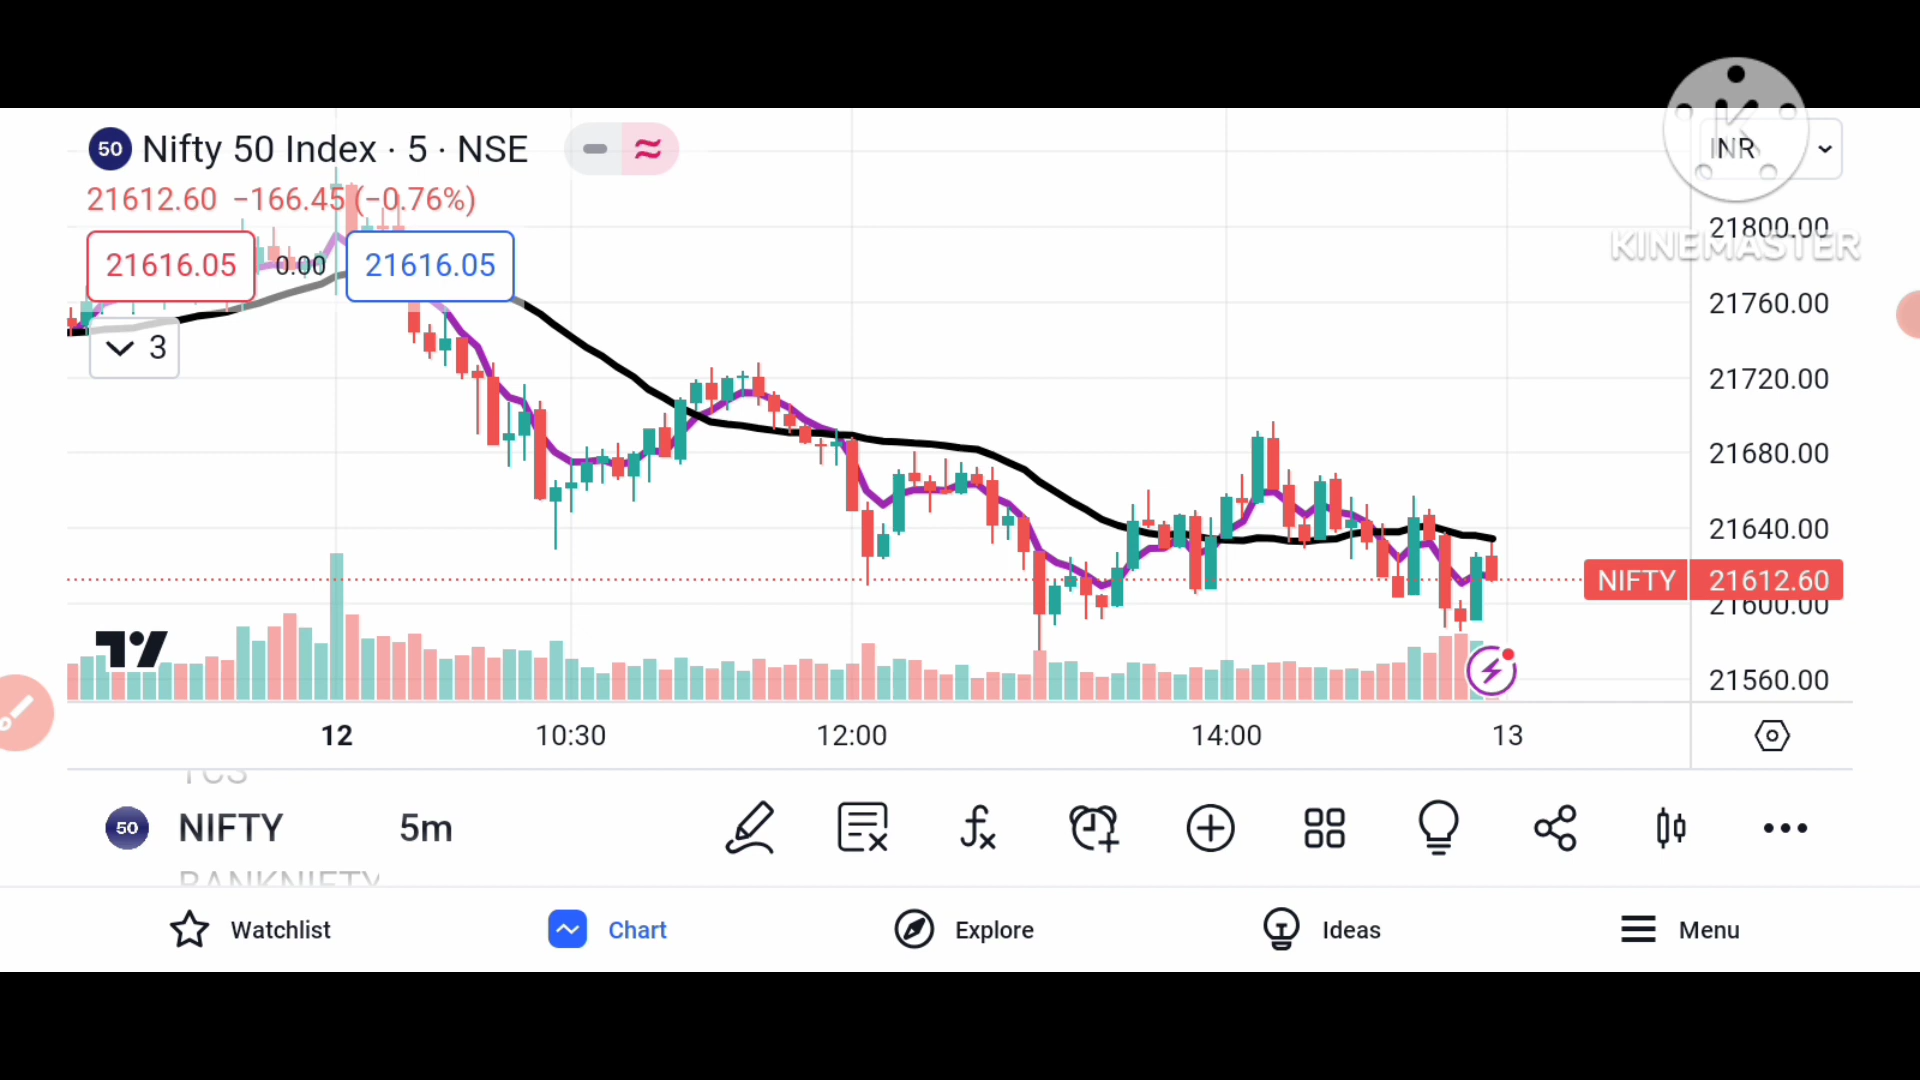 50 Nifty 50 Index · 5 · NSE
INR
21612.60 −166.45 (−0.76%)
21616.05 0.00 21616.05
3
KINEMASTER
21800.00
21760.00
21720.00
21680.00
21640.00
NIFTY 21612.60
21600.00
21560.00
12 10:30 12:00 14:00 13
TCS
50 NIFTY 5m
BANKNIFTY
Watchlist Chart Explore Ideas Menu